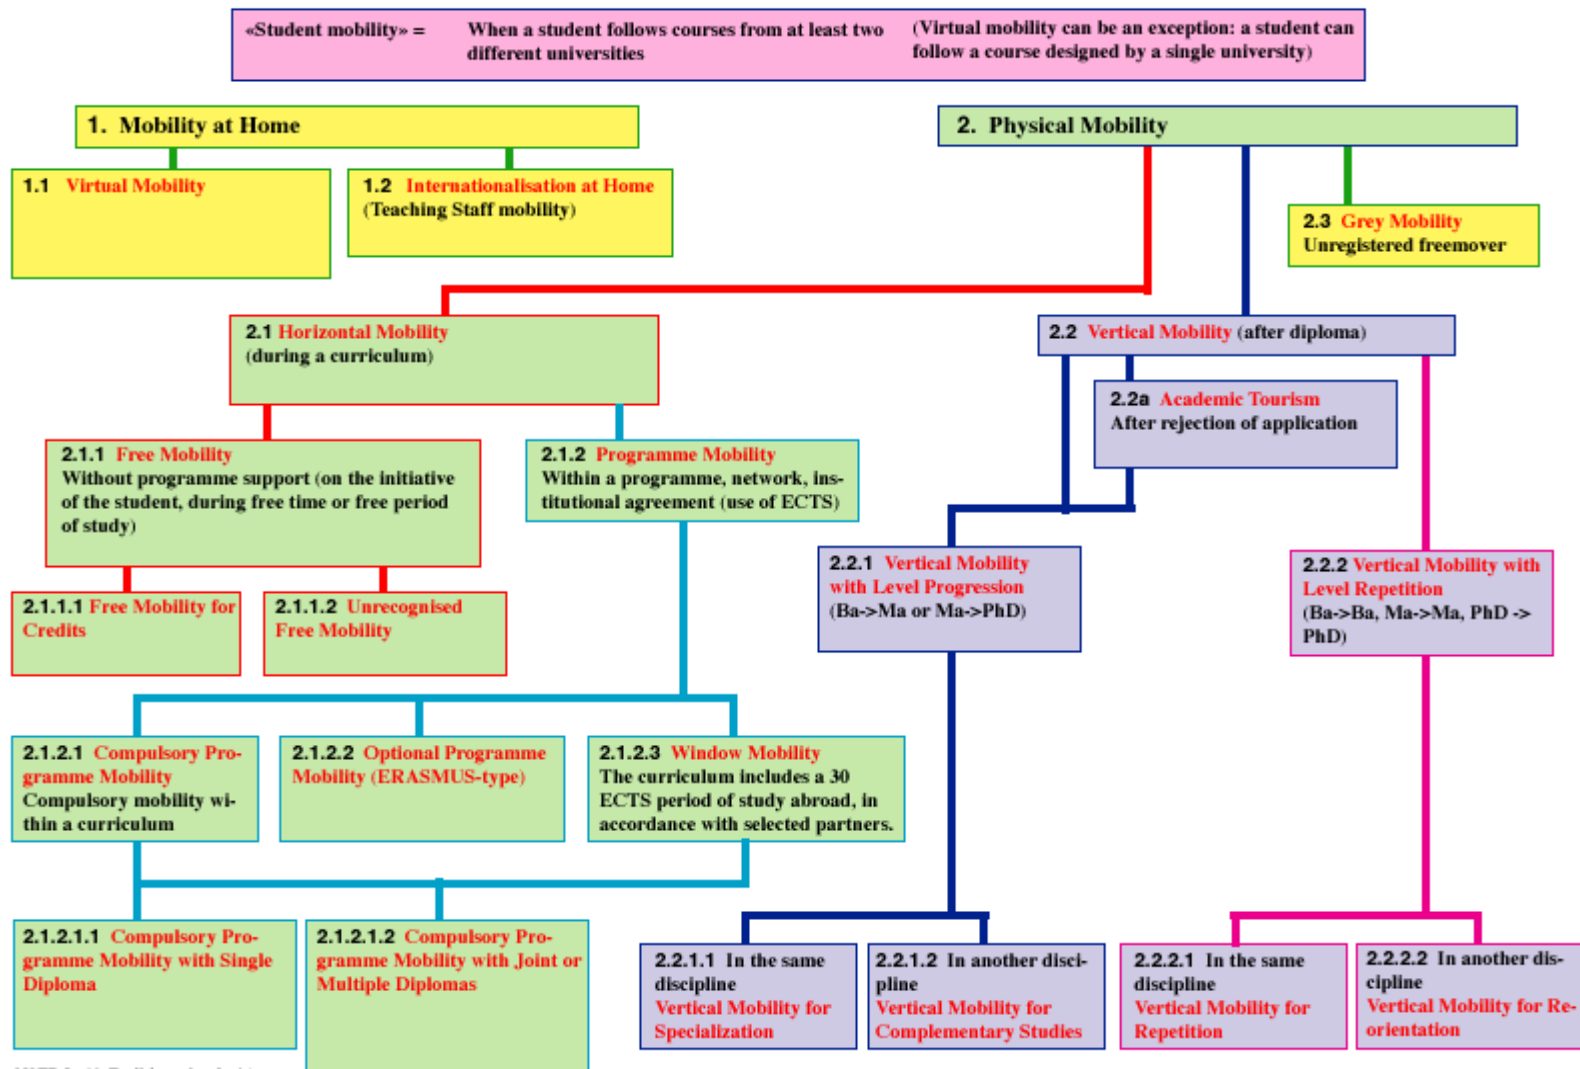 «Student mobility» = When a student follows courses from at least two (Virtual mobility can be an exception: a student can
different universities follow a course designed by a single university)
1. Mobility at Home
2. Physical Mobility
1.1 Virtual Mobility
1.2 Internationalisation at Home
(Teaching Staff mobility)
2.3 Grey Mobility
Unregistered freemover
2.1 Horizontal Mobility
(during a curriculum)
2.2 Vertical Mobility (after diploma)
2.2a Academic Tourism
After rejection of application
2.1.1 Free Mobility
Without programme support (on the initiative
of the student, during free time or free period
of study)
2.1.2 Programme Mobility
Within a programme, network, ins-
titutional agreement (use of ECTS)
2.2.1 Vertical Mobility
with Level Progression
(Ba->Ma or Ma->PhD)
2.2.2 Vertical Mobility with
Level Repetition
(Ba->Ba, Ma->Ma, PhD ->
PhD)
2.1.1.1 Free Mobility for
Credits
2.1.1.2 Unrecognised
Free Mobility
2.1.2.1 Compulsory Pro-
gramme Mobility
Compulsory mobility wi-
thin a curriculum
2.1.2.2 Optional Programme
Mobility (ERASMUS-type)
2.1.2.3 Window Mobility
The curriculum includes a 30
ECTS period of study abroad, in
accordance with selected partners.
2.1.2.1.1 Compulsory Pro-
gramme Mobility with Single
Diploma
2.1.2.1.2 Compulsory Pro-
gramme Mobility with Joint or
Multiple Diplomas
2.2.1.1 In the same
discipline
Vertical Mobility for
Specialization
2.2.1.2 In another disci-
pline
Vertical Mobility for
Complementary Studies
2.2.2.1 In the same
discipline
Vertical Mobility for
Repetition
2.2.2.2 In another dis-
cipline
Vertical Mobility for Re-
orientation